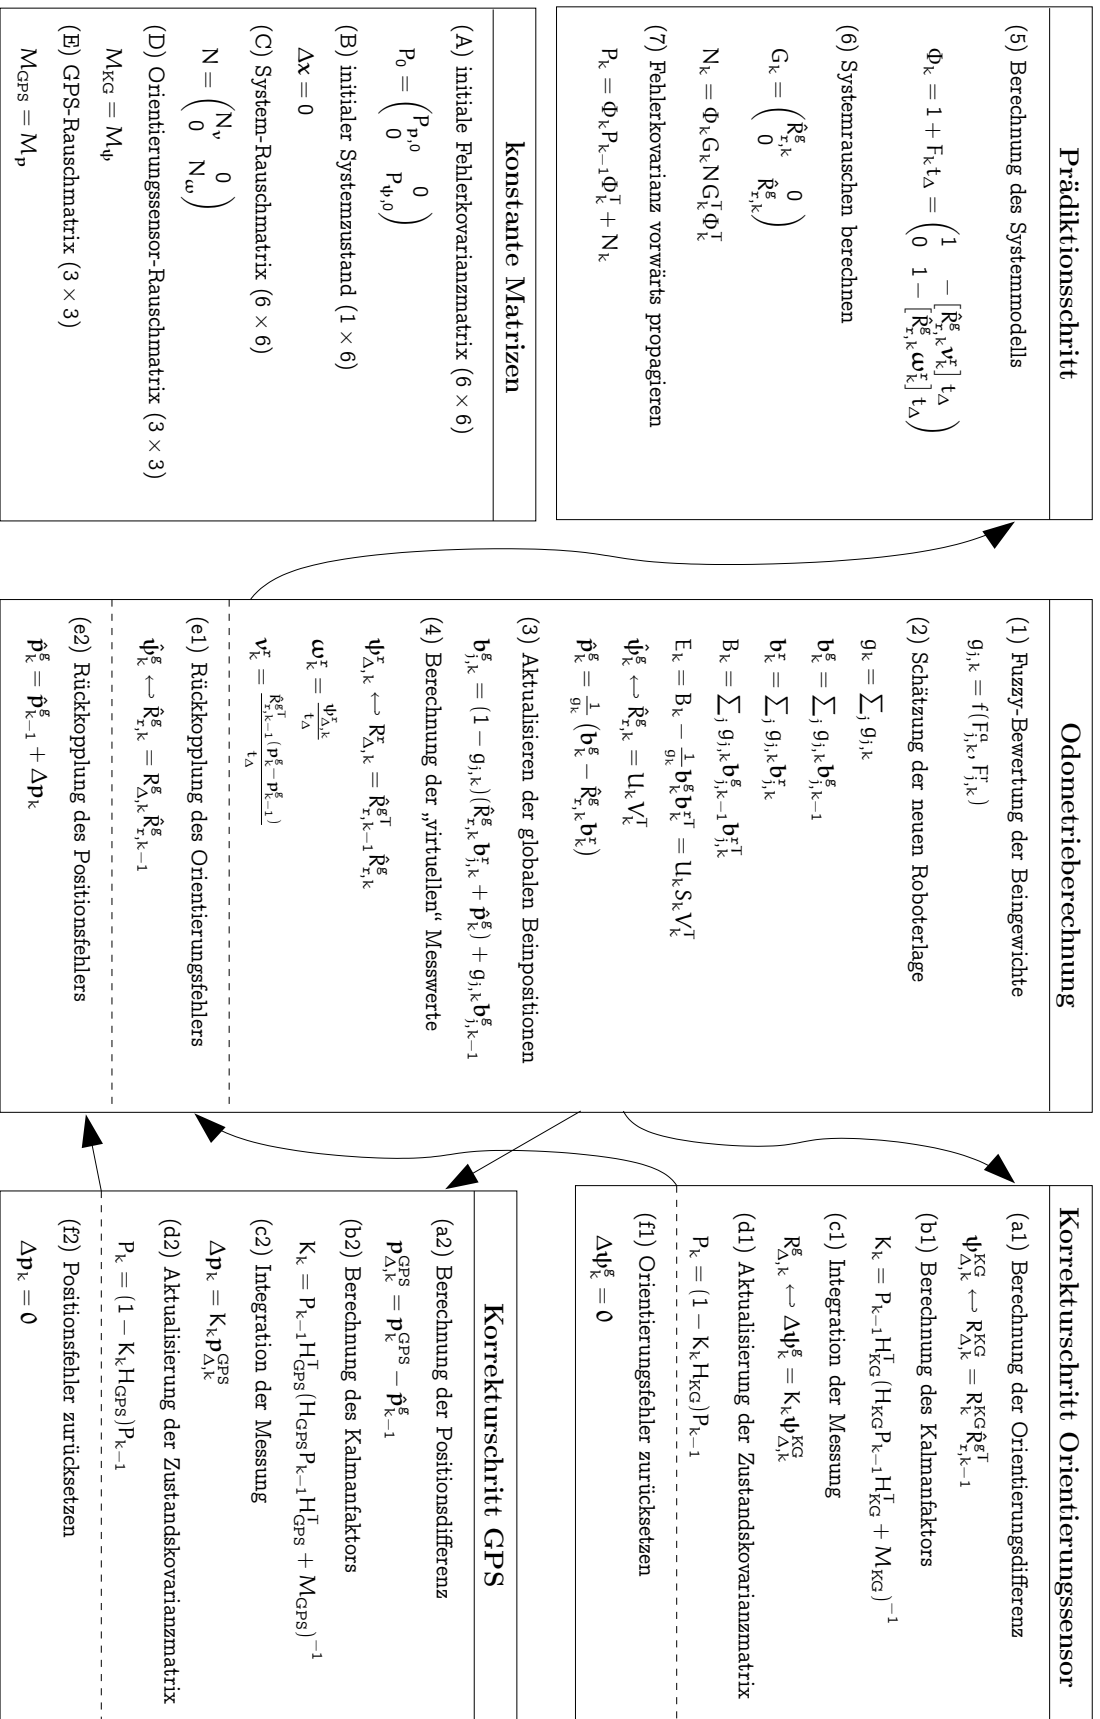 Prädiktionsschritt
(5) Berechnung des Systemmodells
Φ_k = 1 + F_k t_Δ = ( 1 −[R̂^g_{r,k} v^r_k] t_Δ
0 1 − [R̂^g_{r,k} ω^r_k] t_Δ )
(6) Systemrauschen berechnen
G_k = ( R̂^g_{r,k} 0
0 R̂^g_{r,k} )
N_k = Φ_k G_k N G^T_k Φ^T_k
(7) Fehlerkovarianz vorwärts propagieren
P_k = Φ_k P_{k−1} Φ^T_k + N_k
konstante Matrizen
(A) initiale Fehlerkovarianzmatrix (6 × 6)
P_0 = ( P_{p,0} 0
0 P_{ψ,0} )
(B) initialer Systemzustand (1 × 6)
Δx = 0
(C) System-Rauschmatrix (6 × 6)
N = ( N_v 0
0 N_ω )
(D) Orientierungssensor-Rauschmatrix (3 × 3)
M_KG = M_ψ
(E) GPS-Rauschmatrix (3 × 3)
M_GPS = M_p
Odometrieberechnung
(1) Fuzzy-Bewertung der Beingewichte
g_{j,k} = f(F^a_{j,k}, F^r_{j,k})
(2) Schätzung der neuen Roboterlage
g_k = ∑_j g_{j,k}
b^g_k = ∑_j g_{j,k} b^g_{j,k−1}
b^r_k = ∑_j g_{j,k} b^r_{j,k}
B_k = ∑_j g_{j,k} b^g_{j,k−1} b^{rT}_{j,k}
E_k = B_k − 1/g_k b^g_k b^{rT}_k = U_k S_k V^T_k
ψ̂^g_k ↔ R̂^g_{r,k} = U_k V^T_k
p̂^g_k = 1/g_k (b^g_k − R̂^g_{r,k} b^r_k)
(3) Aktualisieren der globalen Beinpositionen
b^g_{j,k} = (1 − g_{j,k})(R̂^g_{r,k} b^r_{j,k} + p̂^g_k) + g_{j,k} b^g_{j,k−1}
(4) Berechnung der „virtuellen“ Messwerte
ψ^r_{Δ,k} ↔ R^r_{Δ,k} = R̂^{gT}_{r,k−1} R̂^g_{r,k}
ω^r_k = ψ^r_{Δ,k} / t_Δ
v^r_k = R̂^{gT}_{r,k−1}(p^g_k − p^g_{k−1}) / t_Δ
(e1) Rückkopplung des Orientierungsfehlers
ψ̂^g_k ↔ R̂^g_{r,k} = R^g_{Δ,k} R̂^g_{r,k−1}
(e2) Rückkopplung des Positionsfehlers
p̂^g_k = p̂^g_{k−1} + Δp_k
Korrekturschritt Orientierungssensor
(a1) Berechnung der Orientierungsdifferenz
ψ^KG_{Δ,k} ↔ R^KG_{Δ,k} = R^KG_k R̂^{gT}_{r,k−1}
(b1) Berechnung des Kalmanfaktors
K_k = P_{k−1} H^T_KG (H_KG P_{k−1} H^T_KG + M_KG)^{−1}
(c1) Integration der Messung
R^g_{Δ,k} ↔ Δψ^g_k = K_k ψ^KG_{Δ,k}
(d1) Aktualisierung der Zustandskovarianzmatrix
P_k = (1 − K_k H_KG) P_{k−1}
(f1) Orientierungsfehler zurücksetzen
Δψ^g_k = 0
Korrekturschritt GPS
(a2) Berechnung der Positionsdifferenz
p^GPS_{Δ,k} = p^GPS_k − p̂^g_{k−1}
(b2) Berechnung des Kalmanfaktors
K_k = P_{k−1} H^T_GPS (H_GPS P_{k−1} H^T_GPS + M_GPS)^{−1}
(c2) Integration der Messung
Δp_k = K_k p^GPS_{Δ,k}
(d2) Aktualisierung der Zustandskovarianzmatrix
P_k = (1 − K_k H_GPS) P_{k−1}
(f2) Positionsfehler zurücksetzen
Δp_k = 0